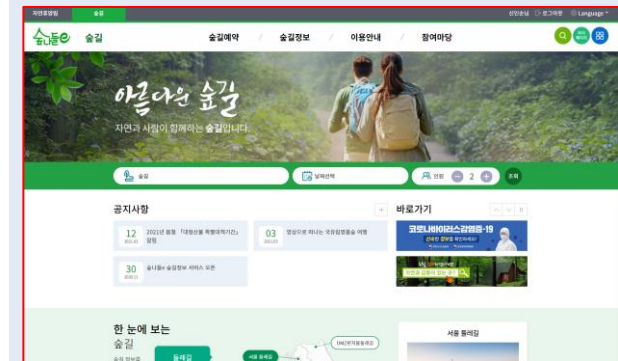 자연휴양림 숲길
로그아웃 Language
숲나들e 숲길 숲길예약 숲길정보 이용안내 참여마당
아름다운 숲길
자연과 사람이 함께하는 숲길입니다.
숲길 날짜선택 인원 2 조회
공지사항 바로가기
12 2021년 봄철 「대형산불 특별대책기간」
알림
03 영상으로 떠나는 국유림명품숲 여행
30 숲나들e 숲길정보 서비스 오픈
코로나바이러스감염증-19
한 눈에 보는
숲길
둘레길
서울 둘레길
서울 둘레길